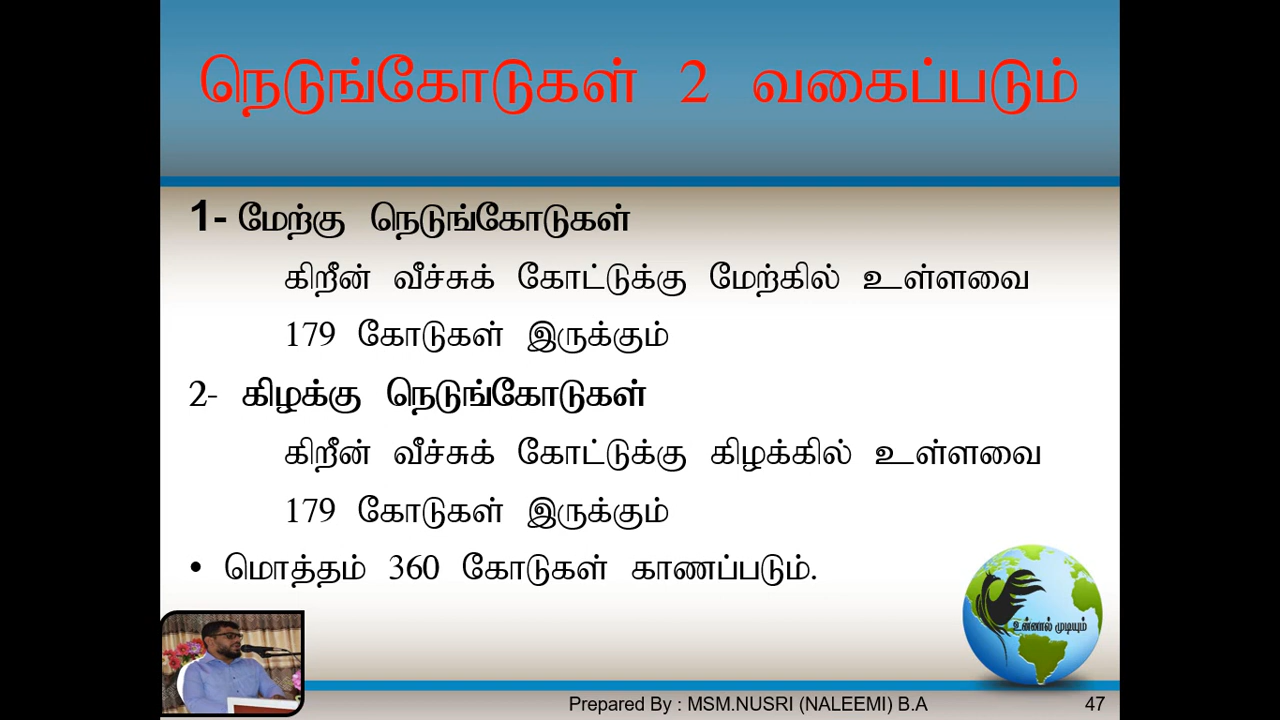 நெடுங்கோடுகள் 2 வகைப்படும்
1- மேற்கு நெடுங்கோடுகள்
கிறீன் வீச்சுக் கோட்டுக்கு மேற்கில் உள்ளவை
179 கோடுகள் இருக்கும்
2- கிழக்கு நெடுங்கோடுகள்
கிறீன் வீச்சுக் கோட்டுக்கு கிழக்கில் உள்ளவை
179 கோடுகள் இருக்கும்
• மொத்தம் 360 கோடுகள் காணப்படும்.
உன்னால் முடியும்
Prepared By : MSM.NUSRI (NALEEMI) B.A
47